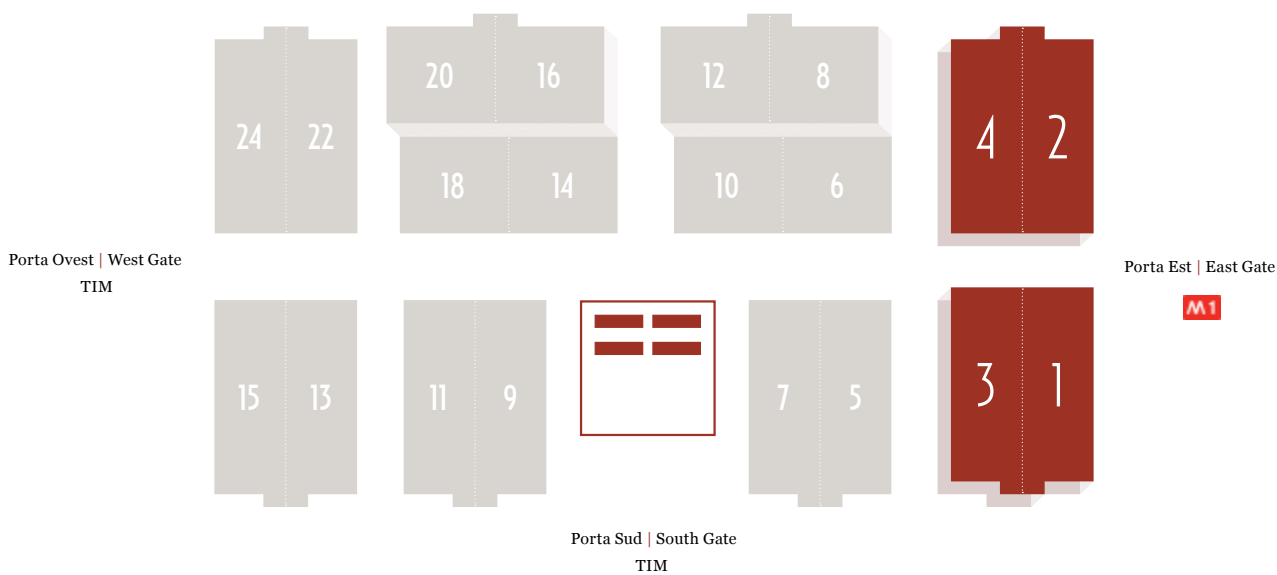 20 16 12 8
24 22 4 2
18 14 10 6
Porta Ovest | West Gate
TIM
Porta Est | East Gate
M1
15 13 11 9 7 5 3 1
Porta Sud | South Gate
TIM